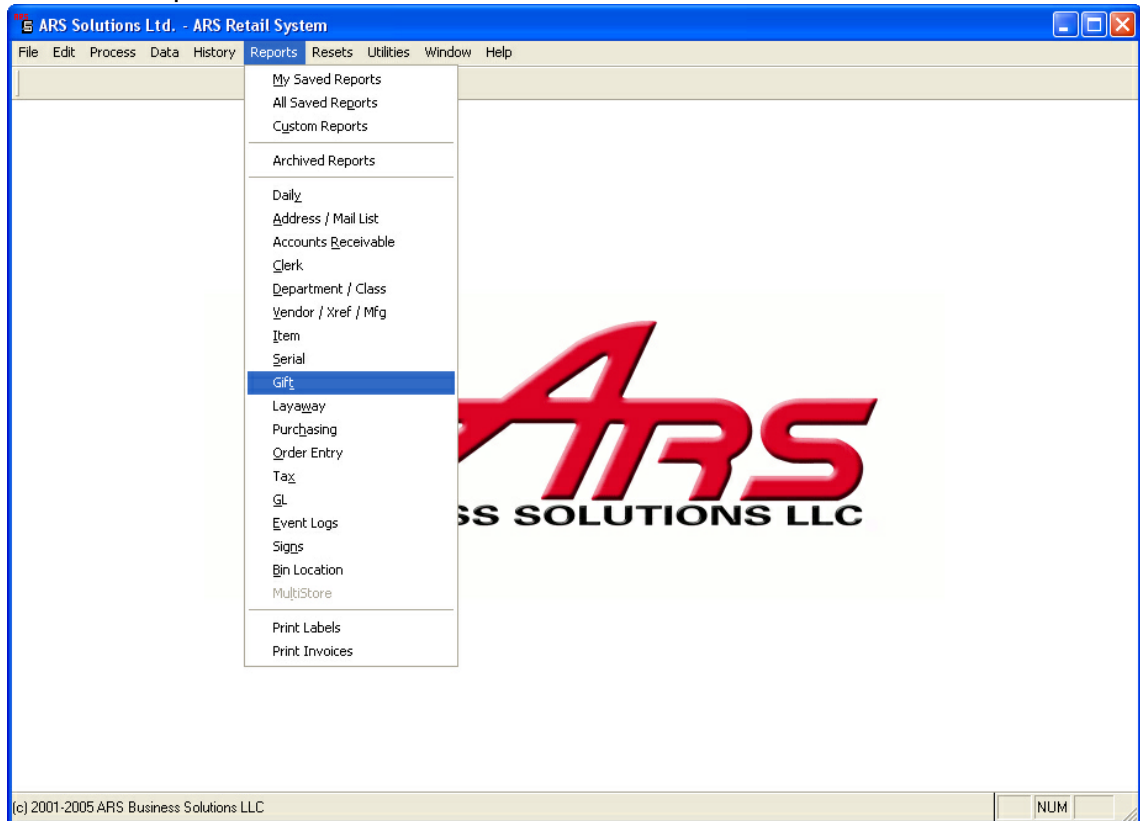 ARS Solutions Ltd. - ARS Retail System
File Edit Process Data History Reports Resets Utilities Window Help
My Saved Reports
All Saved Reports
Custom Reports
Archived Reports
Daily
Address / Mail List
Accounts Receivable
Clerk
Department / Class
Vendor / Xref / Mfg
Item
Serial
Gift
Layaway
Purchasing
Order Entry
Tax
GL
Event Logs
Signs
Bin Location
MultiStore
Print Labels
Print Invoices
ARS
SS SOLUTIONS LLC
(c) 2001-2005 ARS Business Solutions LLC
NUM